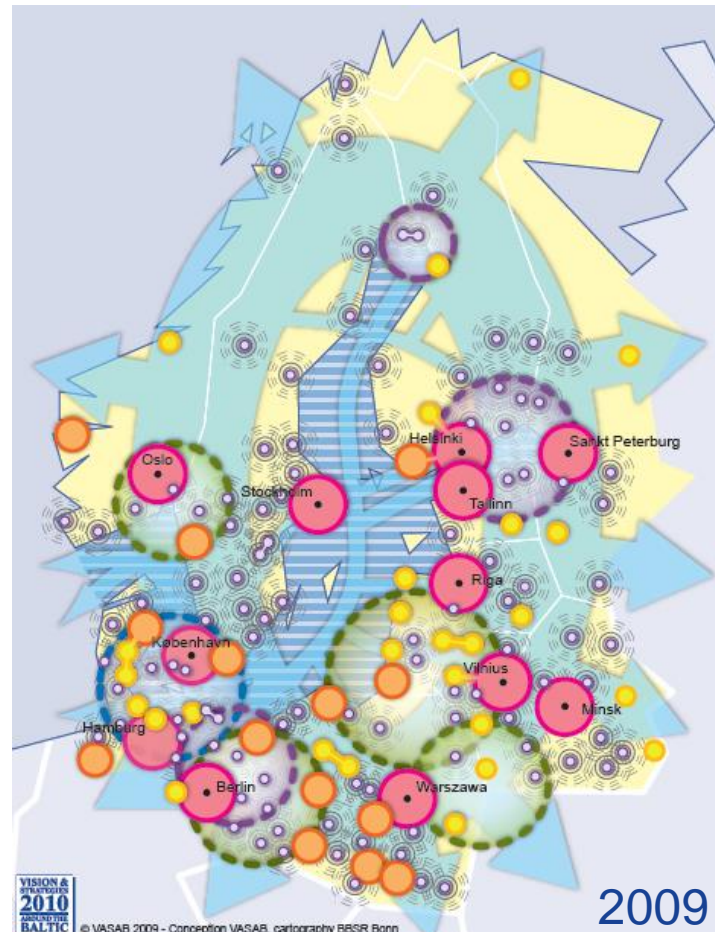 Helsinki
Sankt Peterburg
Oslo
Stockholm
Tallinn
Riga
København
Vilnius
Minsk
Hamburg
Berlin
Warszawa
VISION &
STRATEGIES
2010
AROUND THE
BALTIC
© VASAB 2009 - Conception VASAB, cartography BBSR Bonn
2009